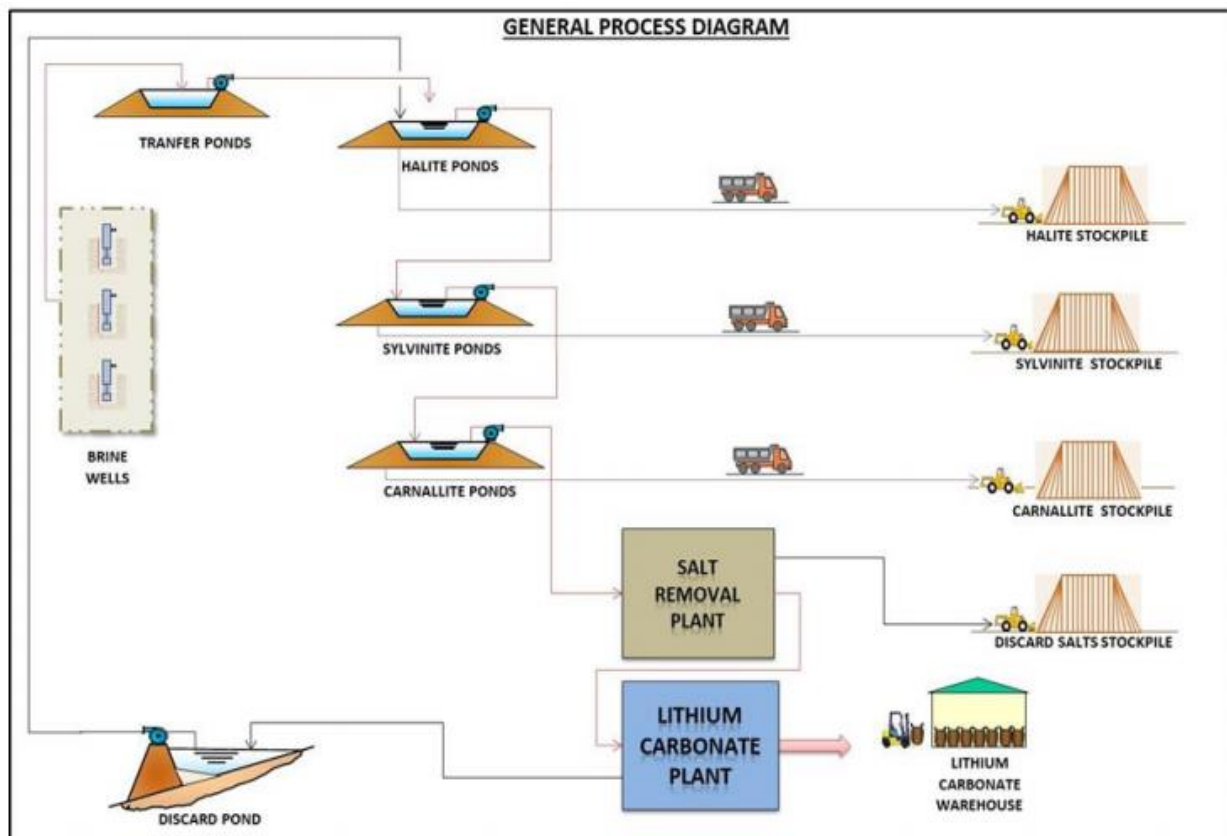 GENERAL PROCESS DIAGRAM
TRANFER PONDS
HALITE PONDS
HALITE STOCKPILE
SYLVINITE PONDS
SYLVINITE STOCKPILE
BRINE
WELLS
CARNALLITE PONDS
CARNALLITE STOCKPILE
SALT
REMOVAL
PLANT
DISCARD SALTS STOCKPILE
LITHIUM
CARBONATE
PLANT
LITHIUM
CARBONATE
WAREHOUSE
DISCARD POND